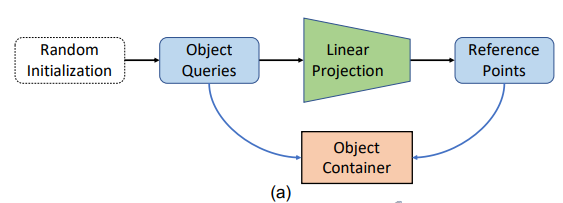 Random
Initialization
Object
Queries
Linear
Projection
Reference
Points
Object
Container
(a)